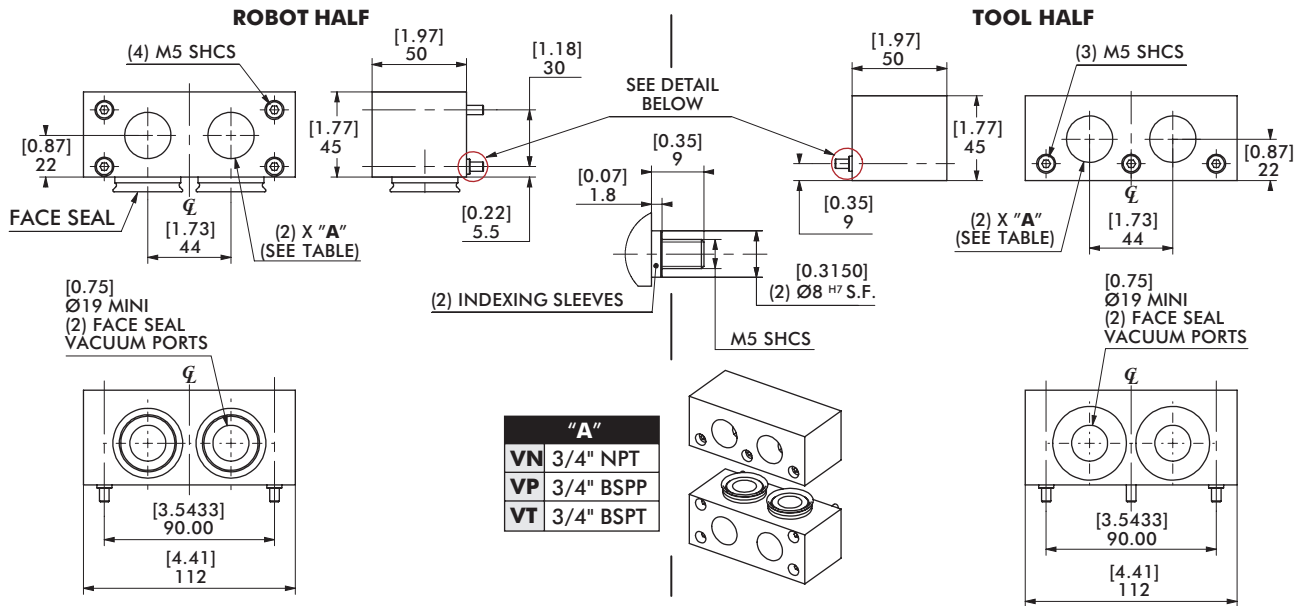 ROBOT HALF
(4) M5 SHCS
[0.87]
22
FACE SEAL
℄
[1.73]
44
(2) X "A"
(SEE TABLE)
[1.97]
50
[1.18]
30
[1.77]
45
[0.22]
5.5
SEE DETAIL
BELOW
[0.35]
9
[0.07]
1.8
(2) INDEXING SLEEVES
[0.3150]
(2) Ø8 H7 S.F.
M5 SHCS
TOOL HALF
[1.97]
50
[1.77]
45
[0.35]
9
(3) M5 SHCS
[0.87]
22
℄
(2) X "A"
(SEE TABLE)
[1.73]
44
[0.75]
Ø19 MINI
(2) FACE SEAL
VACUUM PORTS
℄
[3.5433]
90.00
[4.41]
112
"A"
VN 3/4" NPT
VP 3/4" BSPP
VT 3/4" BSPT
[0.75]
Ø19 MINI
(2) FACE SEAL
VACUUM PORTS
℄
[3.5433]
90.00
[4.41]
112